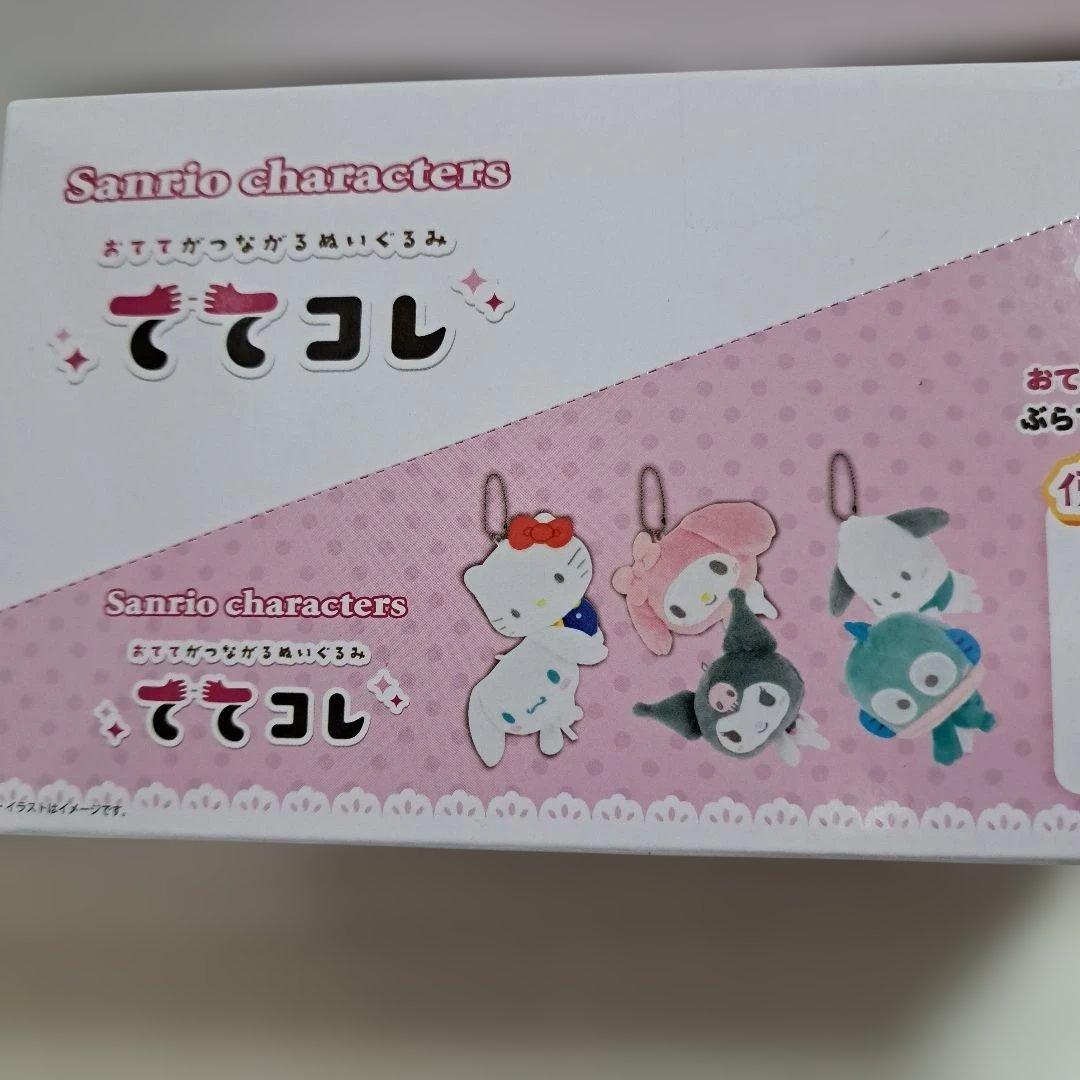 Sanrio characters
おててがつながるぬいぐるみ
ててコレ
おてて
ぶら
Sanrio characters
おててがつながるぬいぐるみ
ててコレ
・イラストはイメージです。